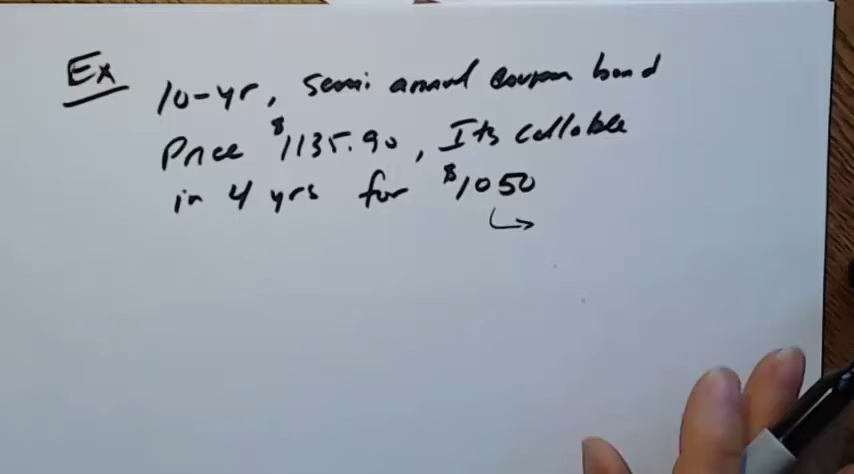 Ex
10-yr, Semi annual coupon bond
Price $1135.90, Its callable
in 4 yrs for $1050